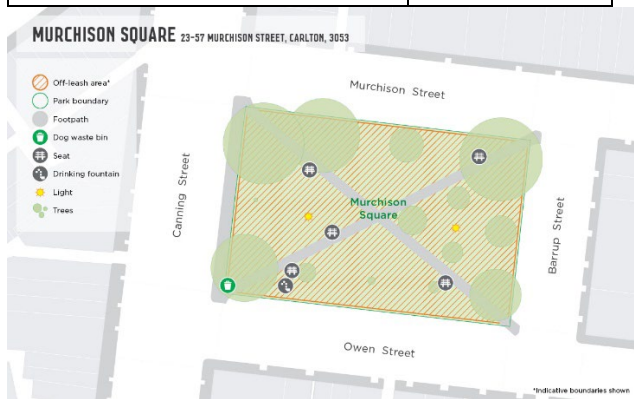 MURCHISON SQUARE 23-57 MURCHISON STREET, CARLTON, 3053
Off-leash area*
Park boundary
Footpath
Dog waste bin
Seat
Drinking fountain
Light
Trees
Murchison Street
Canning Street
Murchison
Square
Barrup Street
Owen Street
*Indicative boundaries shown